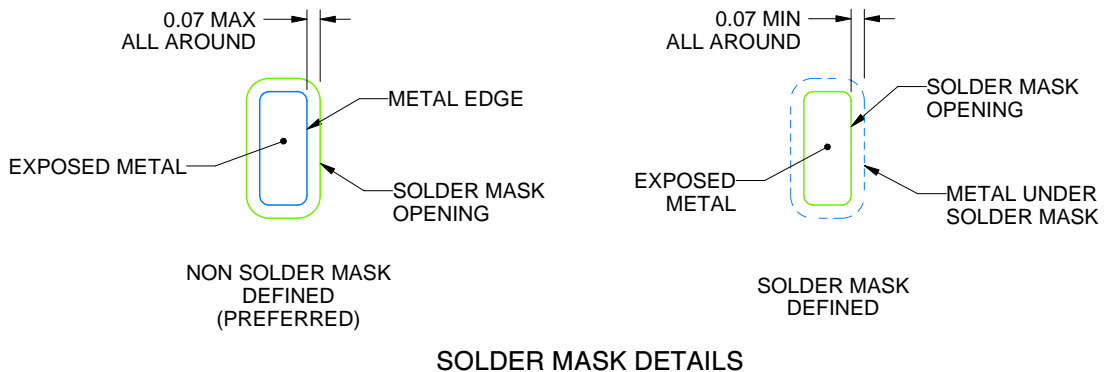 0.07 MAX
ALL AROUND
METAL EDGE
EXPOSED METAL
SOLDER MASK
OPENING
NON SOLDER MASK
DEFINED
(PREFERRED)
0.07 MIN
ALL AROUND
SOLDER MASK
OPENING
EXPOSED
METAL
METAL UNDER
SOLDER MASK
SOLDER MASK
DEFINED
SOLDER MASK DETAILS